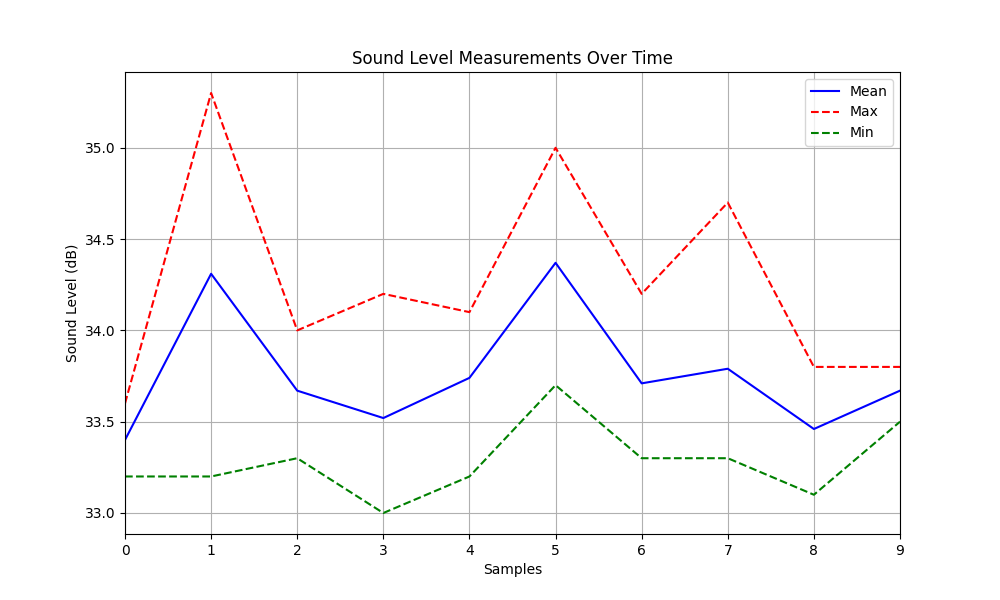 Sound Level Measurements Over Time
Mean
Max
Min
35.0
34.5
34.0
33.5
33.0
Sound Level (dB)
0 1 2 3 4 5 6 7 8 9
Samples